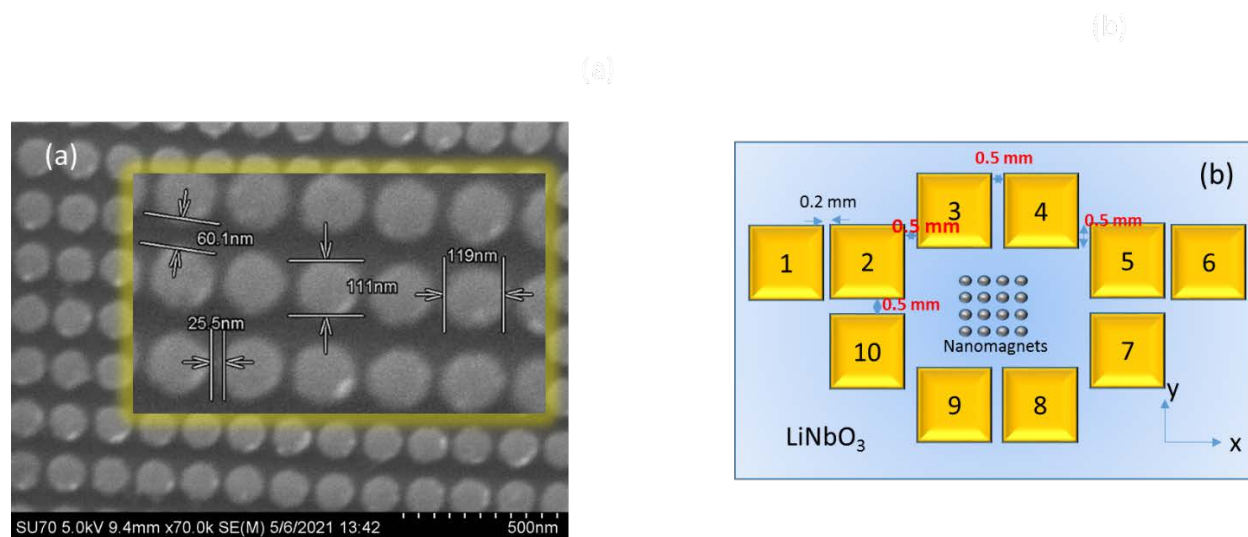 (b)
(a)
(a)
60.1nm
119nm
111nm
25.5nm
SU70 5.0kV 9.4mm x70.0k SE(M) 5/6/2021 13:42
500nm
0.5 mm
(b)
0.2 mm
3
4
0.5 mm
0.5 mm
1
2
5
6
0.5 mm
10
Nanomagnets
7
9
8
y
LiNbO₃
x